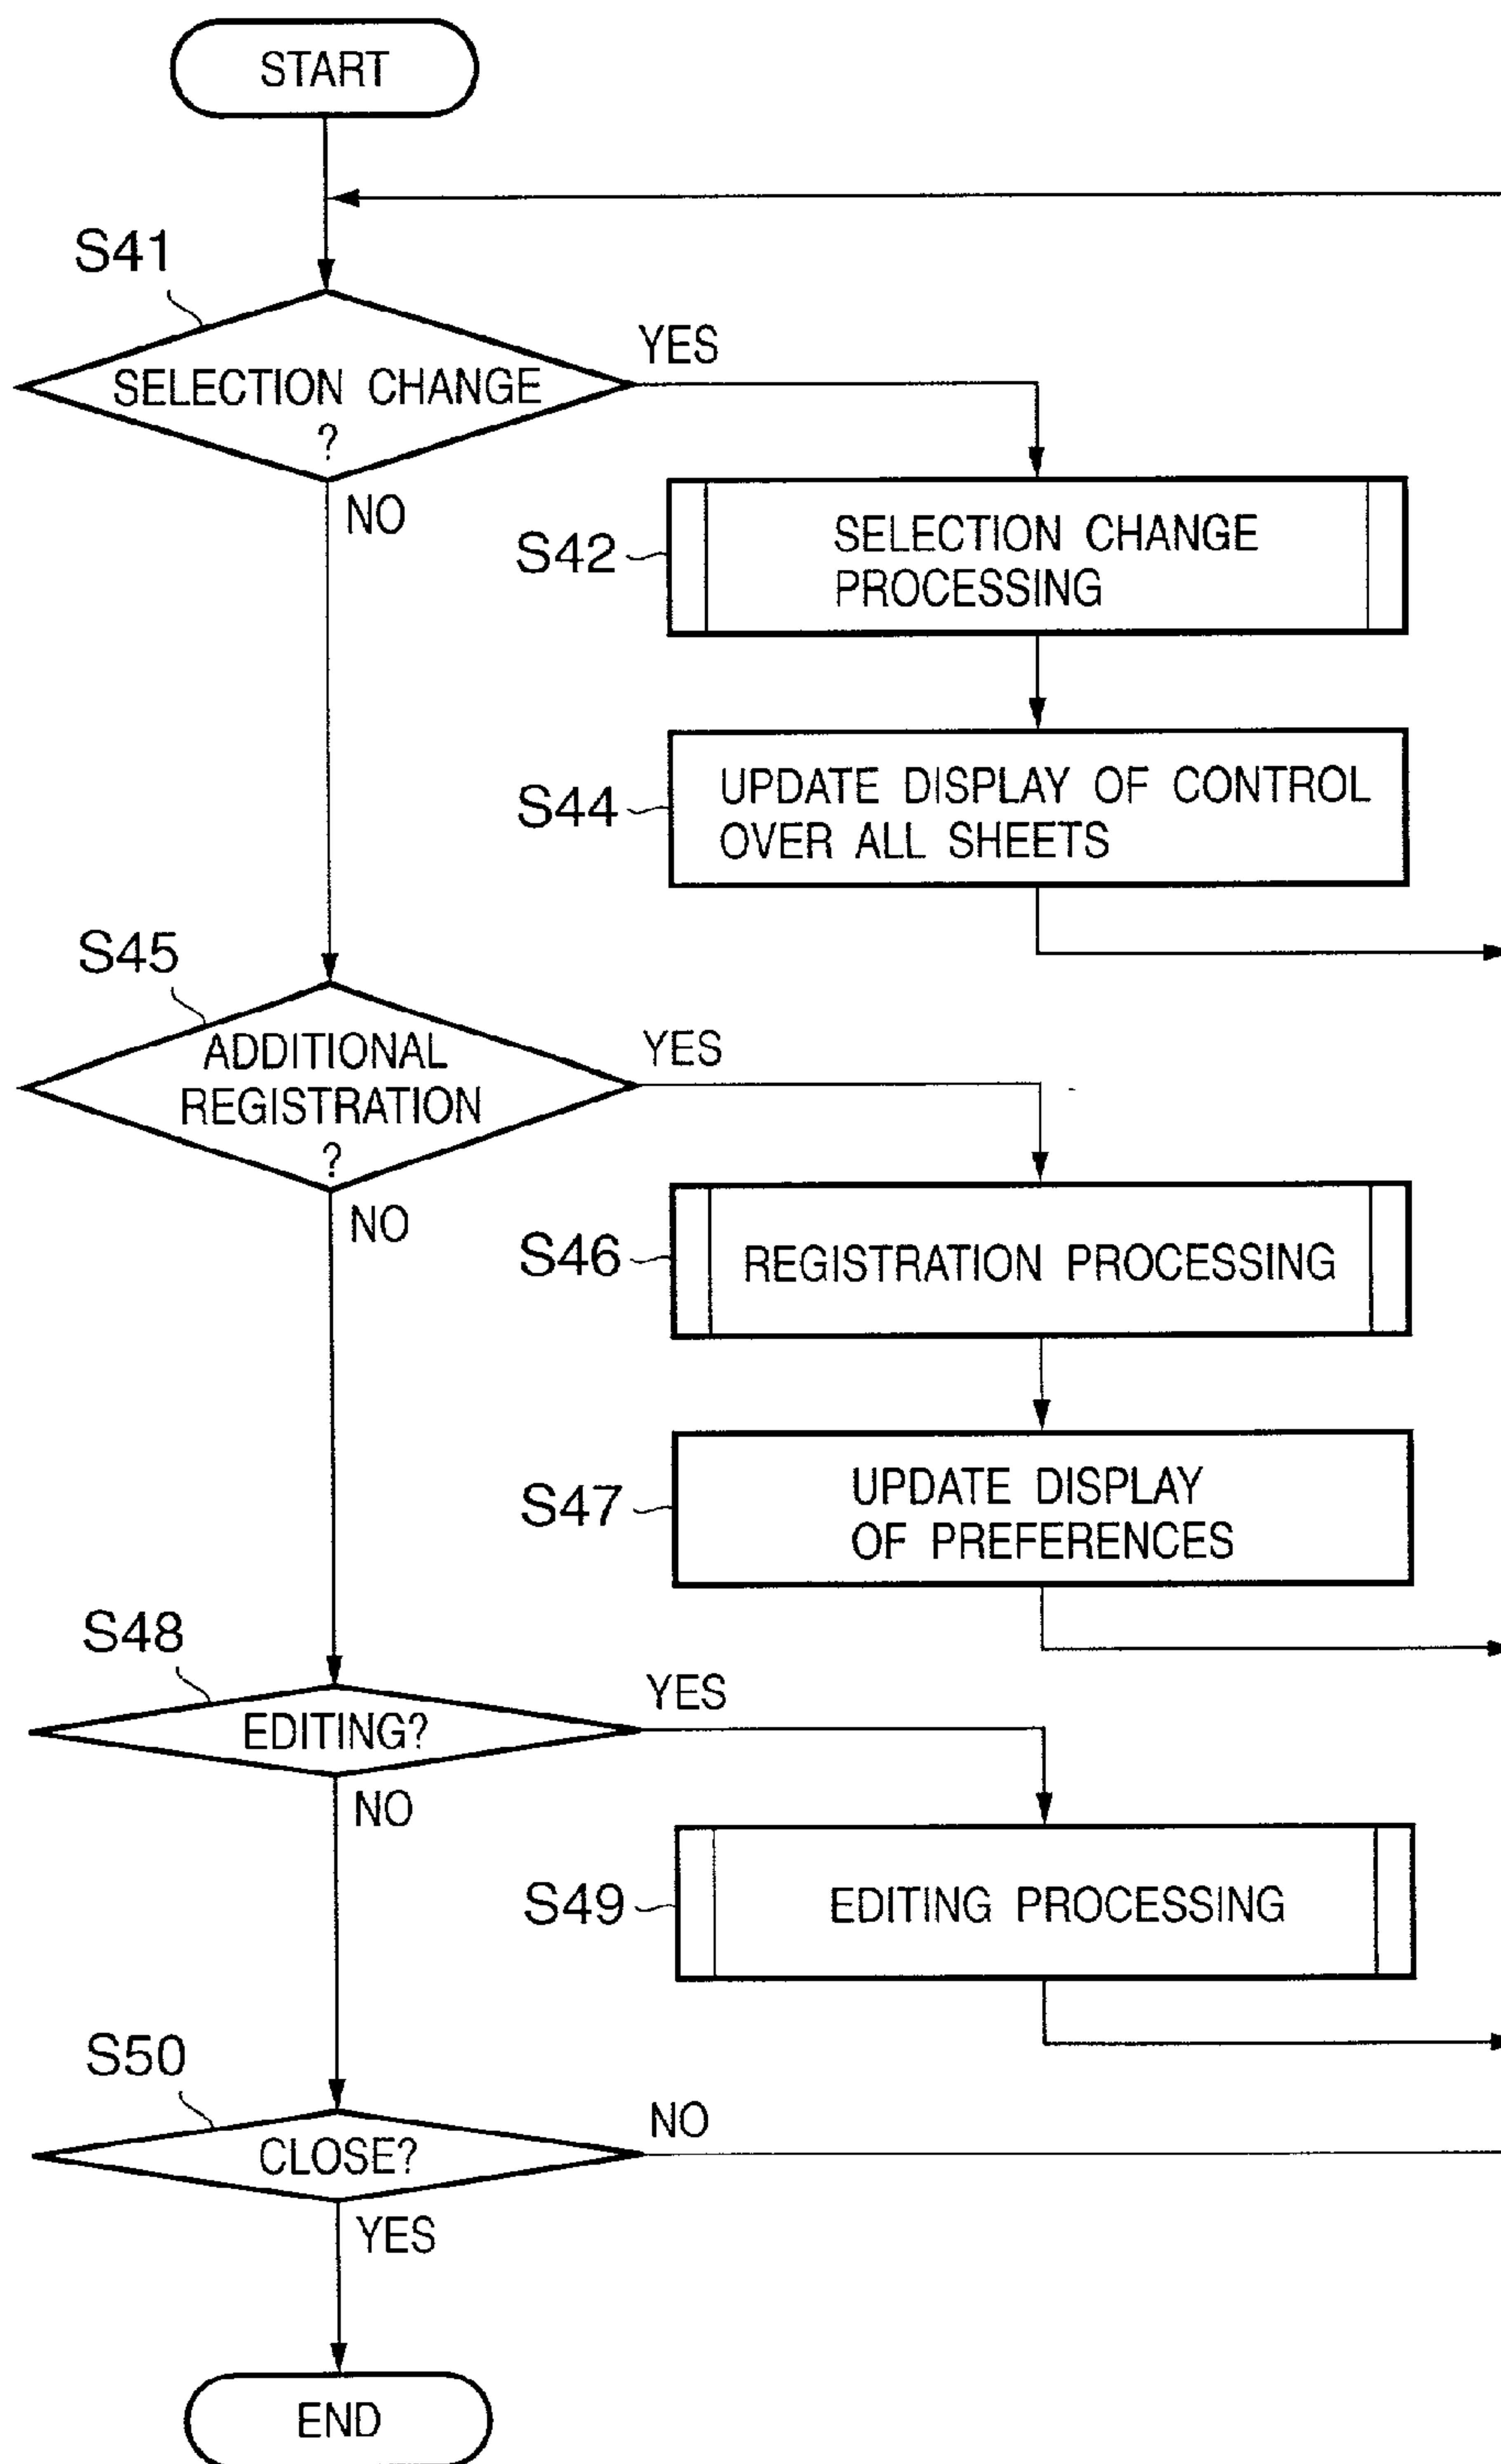 START
S41
YES
SELECTION CHANGE
?
NO
S42
SELECTION CHANGE
PROCESSING
S44
UPDATE DISPLAY OF CONTROL
OVER ALL SHEETS
S45
YES
ADDITIONAL
REGISTRATION
?
NO
S46
REGISTRATION PROCESSING
S47
UPDATE DISPLAY
OF PREFERENCES
S48
YES
EDITING?
NO
S49
EDITING PROCESSING
S50
NO
CLOSE?
YES
END